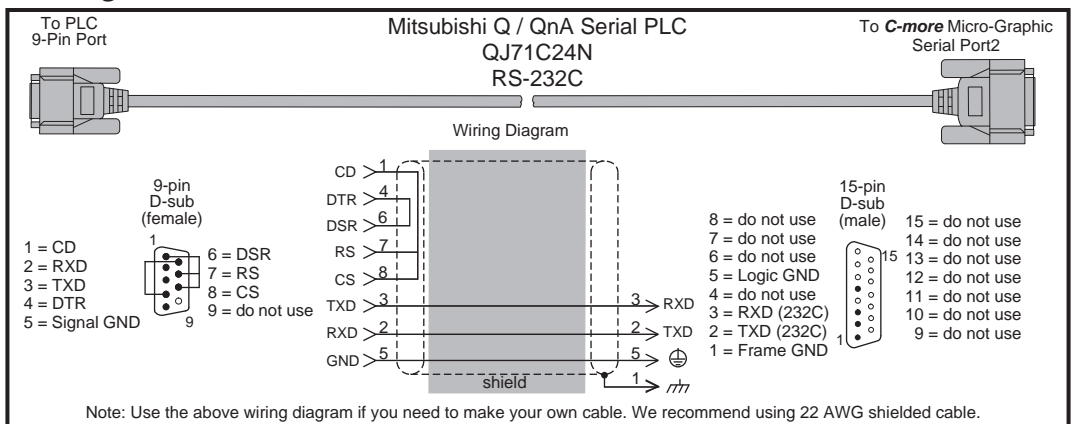 To PLC
9-Pin Port
Mitsubishi Q / QnA Serial PLC
QJ71C24N
RS-232C
To C-more Micro-Graphic
Serial Port2
Wiring Diagram
9-pin
D-sub
(female)
1
9
1 = CD
2 = RXD
3 = TXD
4 = DTR
5 = Signal GND
6 = DSR
7 = RS
8 = CS
9 = do not use
CD 1
DTR 4
DSR 6
RS 7
CS 8
TXD 3
3 RXD
RXD 2
2 TXD
GND 5
5
1
shield
8 = do not use
7 = do not use
6 = do not use
5 = Logic GND
4 = do not use
3 = RXD (232C)
2 = TXD (232C)
1 = Frame GND
15-pin
D-sub
(male)
15
1
15 = do not use
14 = do not use
13 = do not use
12 = do not use
11 = do not use
10 = do not use
9 = do not use
Note: Use the above wiring diagram if you need to make your own cable. We recommend using 22 AWG shielded cable.